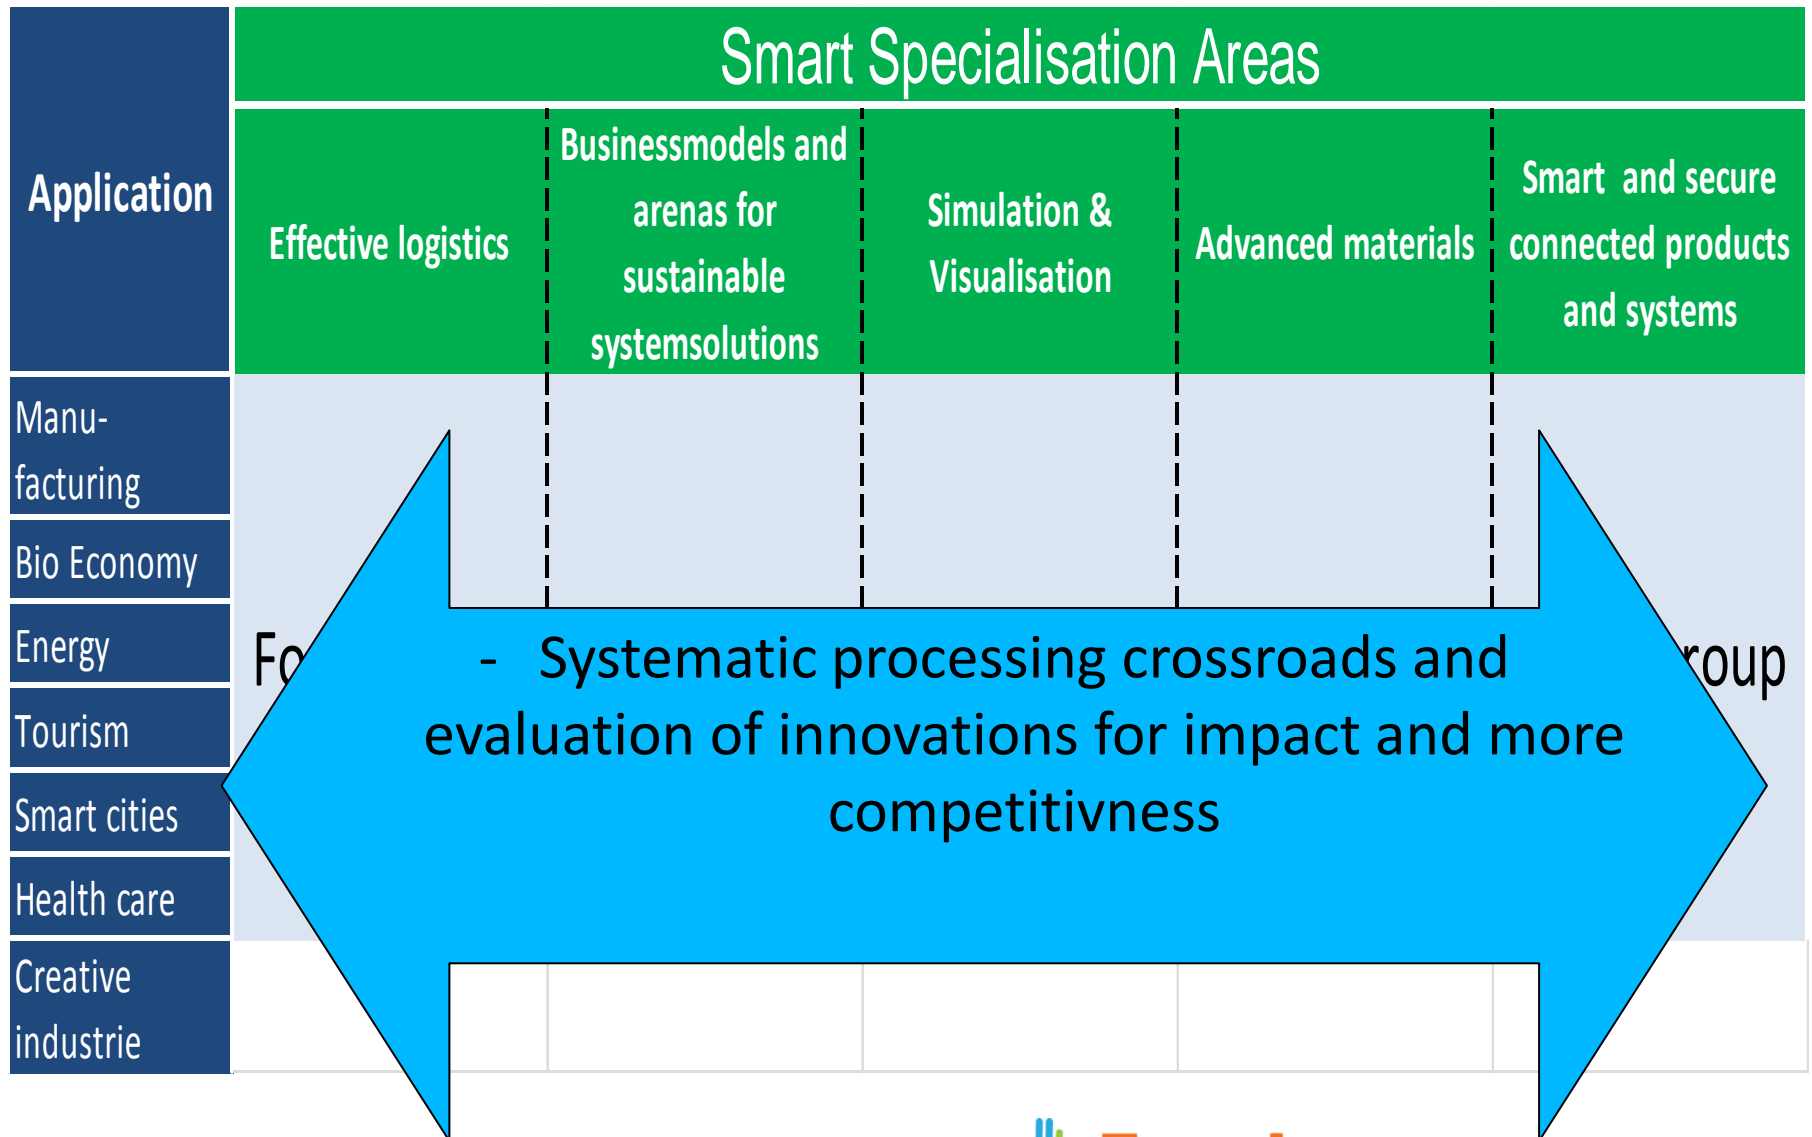 Smart Specialisation Areas
Application
Effective logistics
Businessmodels and
arenas for
sustainable
systemsolutions
Simulation &
Visualisation
Advanced materials
Smart and secure
connected products
and systems
Manu-
facturing
Bio Economy
Energy
Tourism
Smart cities
Health care
Creative
industrie
- Systematic processing crossroads and
evaluation of innovations for impact and more
competitivness